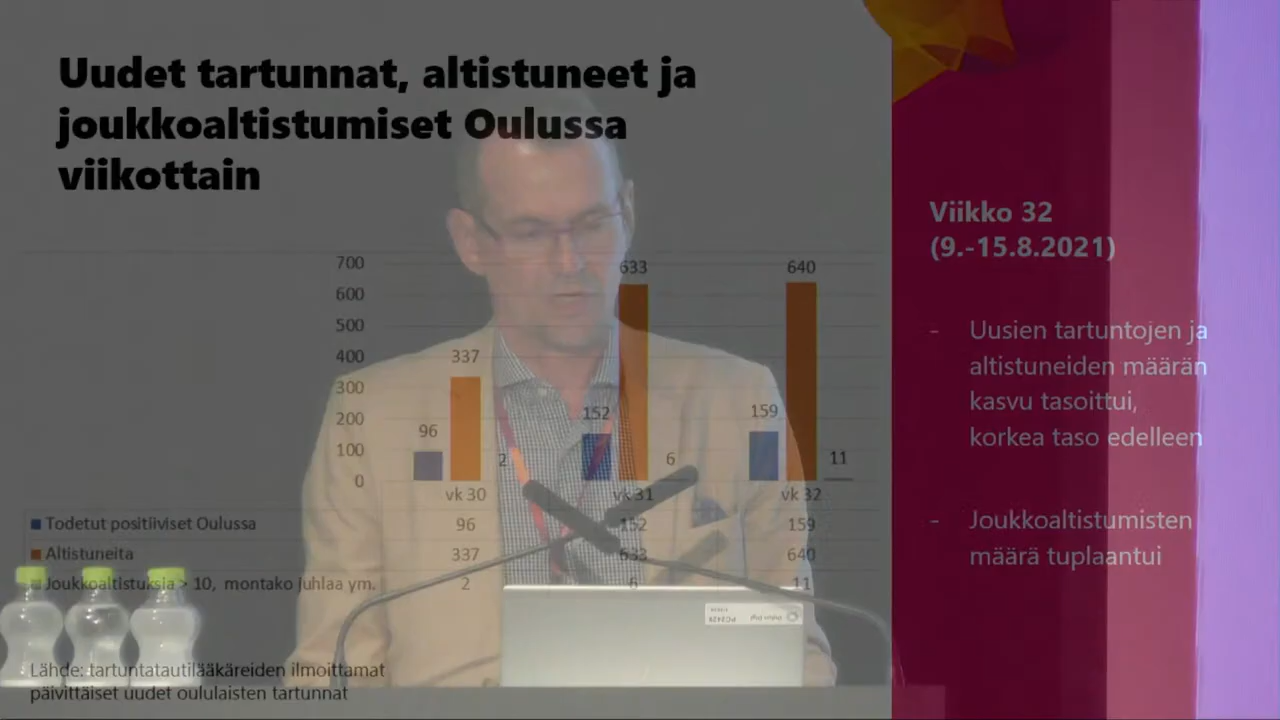 Uudet tartunnat, altistuneet ja
joukkoaltistumiset Oulussa
viikottain
Viikko 32
(9.-15.8.2021)
- Uusien tartuntojen ja
altistuneiden määrän
kasvu tasoittui,
korkea taso edelleen
- Joukkoaltistumisten
määrä tuplaantui
700
600
500
400
300
200
100
0
96
337
2
152
633
6
159
640
11
vk 30
vk 31
vk 32
Todetut positiiviset Oulussa 96 152 159
Altistuneita 337 633 640
Joukkoaltistuksia > 10, montako juhlaa ym. 2 6 11
Lähde: tartuntatautilääkäreiden ilmoittamat
päivittäiset uudet oululaisten tartunnat